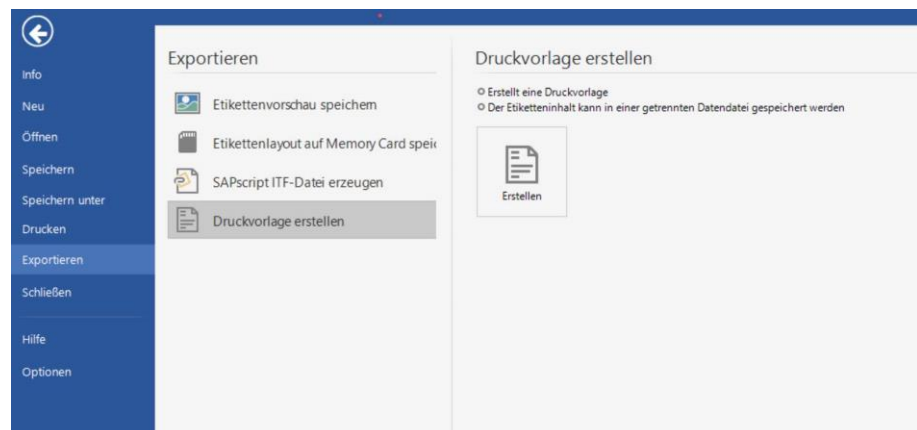 Info
Neu
Öffnen
Speichern
Speichern unter
Drucken
Exportieren
Schließen
Hilfe
Optionen
Exportieren
Etikettenvorschau speichern
Etikettenlayout auf Memory Card speic
SAPscript ITF-Datei erzeugen
Druckvorlage erstellen
Druckvorlage erstellen
Erstellt eine Druckvorlage
Der Etiketteninhalt kann in einer getrennten Datendatei gespeichert werden
Erstellen